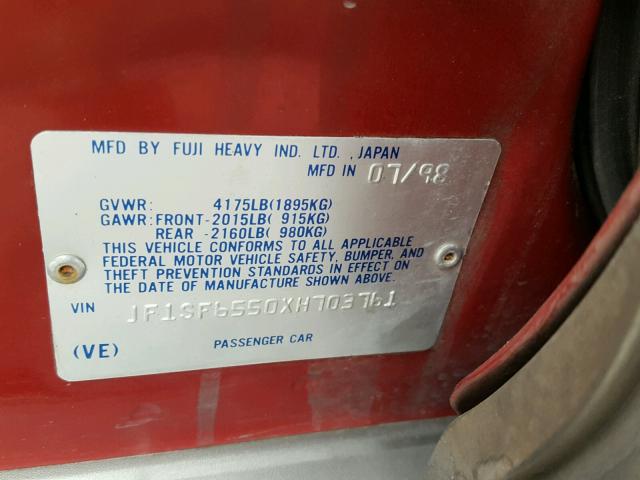 MFD BY FUJI HEAVY IND. LTD. , JAPAN
MFD IN 07/98
GVWR: 4175LB(1895KG)
GAWR:FRONT-2015LB( 915KG)
REAR -2160LB( 980KG)
THIS VEHICLE CONFORMS TO ALL APPLICABLE
FEDERAL MOTOR VEHICLE SAFETY, BUMPER, AND
THEFT PREVENTION STANDARDS IN EFFECT ON
THE DATE OF MANUFACTURE SHOWN ABOVE.
VIN JF1SF6550XH703761
(VE) PASSENGER CAR